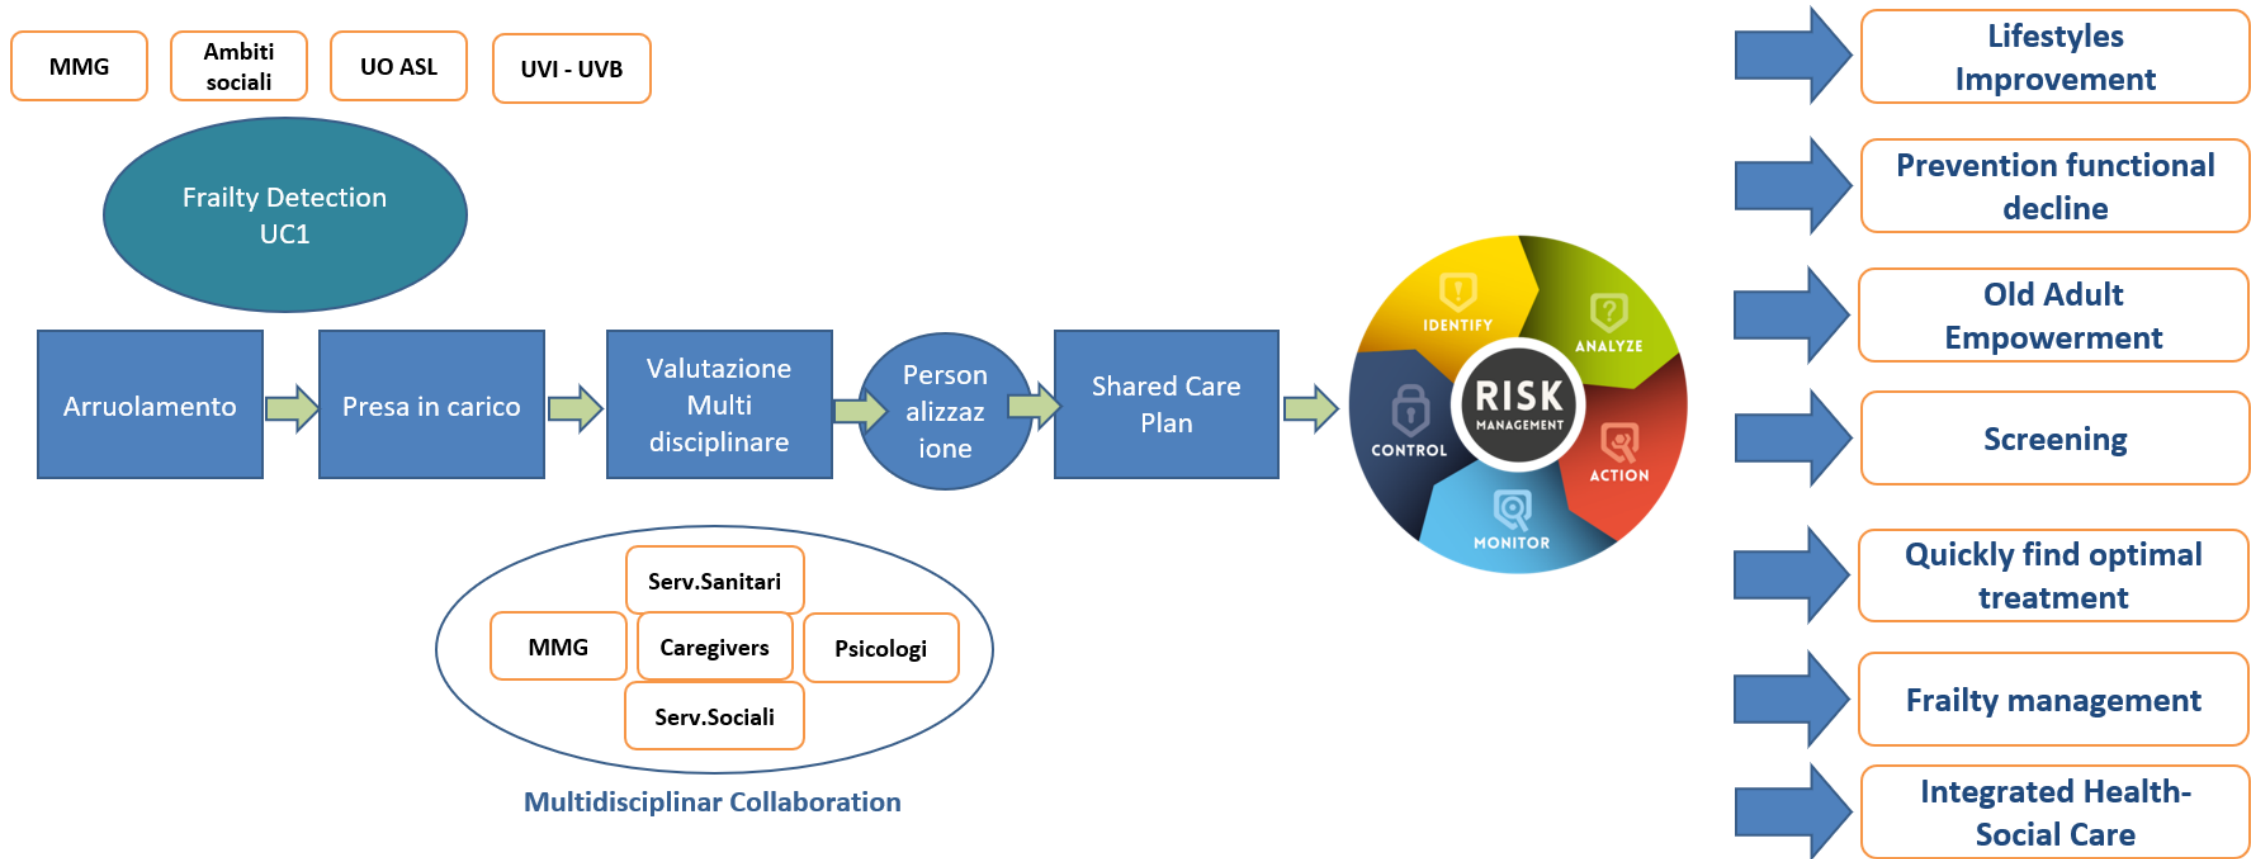 MMG
Ambiti
sociali
UO ASL
UVI - UVB
Frailty Detection
UC1
Arruolamento
Presa in carico
Valutazione
Multi
disciplinare
Person
alizzaz
ione
Shared Care
Plan
IDENTIFY
ANALYZE
RISK
MANAGEMENT
CONTROL
ACTION
MONITOR
Serv.Sanitari
MMG
Caregivers
Psicologi
Serv.Sociali
Multidisciplinar Collaboration
Lifestyles
Improvement
Prevention functional
decline
Old Adult
Empowerment
Screening
Quickly find optimal
treatment
Frailty management
Integrated Health-
Social Care